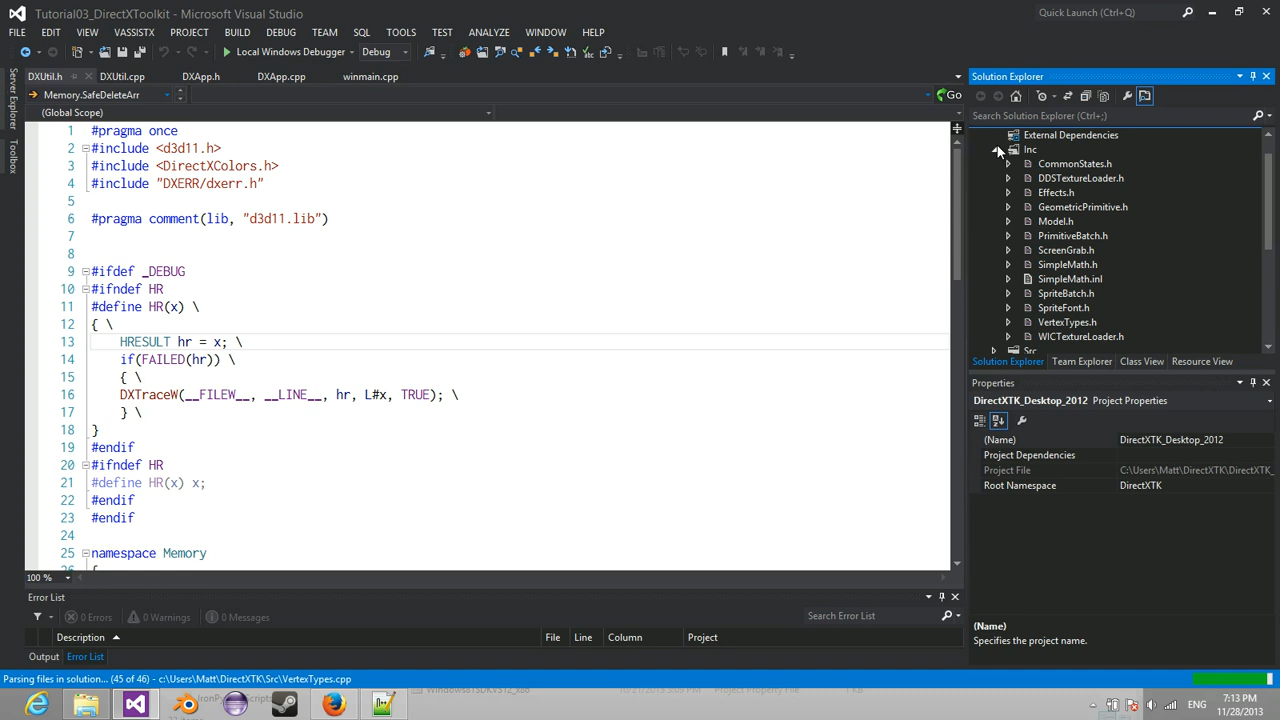 Tutorial03_DirectXToolkit - Microsoft Visual Studio
Quick Launch (Ctrl+Q)
FILE EDIT VIEW VASSISTX PROJECT BUILD DEBUG TEAM SQL TOOLS TEST ANALYZE WINDOW HELP
Local Windows Debugger Debug
DXUtil.h DXUtil.cpp DXApp.h DXApp.cpp winmain.cpp
Memory.SafeDeleteArr
Go
(Global Scope)
Server Explorer
Toolbox
1 #pragma once
2 #include <d3d11.h>
3 #include <DirectXColors.h>
4 #include "DXERR/dxerr.h"
5
6 #pragma comment(lib, "d3d11.lib")
7
8
9 #ifdef _DEBUG
10 #ifndef HR
11 #define HR(x) \
12 { \
13 HRESULT hr = x; \
14 if(FAILED(hr)) \
15 { \
16 DXTraceW(__FILEW__, __LINE__, hr, L#x, TRUE); \
17 } \
18 }
19 #endif
20 #ifndef HR
21 #define HR(x) x;
22 #endif
23 #endif
24
25 namespace Memory
100 %
Solution Explorer
Search Solution Explorer (Ctrl+;)
External Dependencies
Inc
CommonStates.h
DDSTextureLoader.h
Effects.h
GeometricPrimitive.h
Model.h
PrimitiveBatch.h
ScreenGrab.h
SimpleMath.h
SimpleMath.inl
SpriteBatch.h
SpriteFont.h
VertexTypes.h
WICTextureLoader.h
Src
Solution Explorer Team Explorer Class View Resource View
Properties
DirectXTK_Desktop_2012 Project Properties
(Name) DirectXTK_Desktop_2012
Project Dependencies
Project File C:\Users\Matt\DirectXTK\DirectXTK_
Root Namespace DirectXTK
(Name)
Specifies the project name.
Error List
0 Errors 0 Warnings 0 Messages
Search Error List
Description File Line Column Project
Output Error List
Parsing files in solution... (45 of 46) - c:\Users\Matt\DirectXTK\Src\VertexTypes.cpp
ENG
7:13 PM
11/28/2013